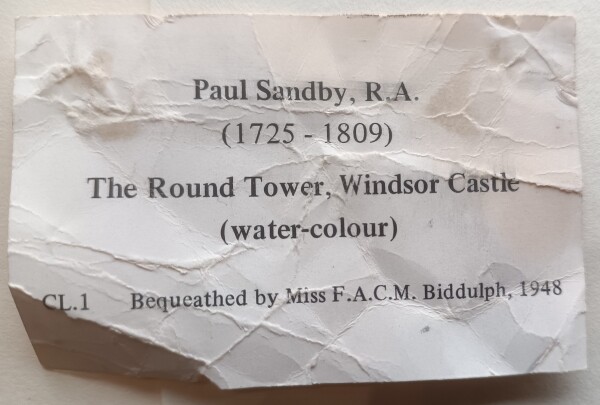 Paul Sandby, R.A.
(1725 - 1809)
The Round Tower, Windsor Castle
(water-colour)
CL.1 Bequeathed by Miss F.A.C.M. Biddulph, 1948